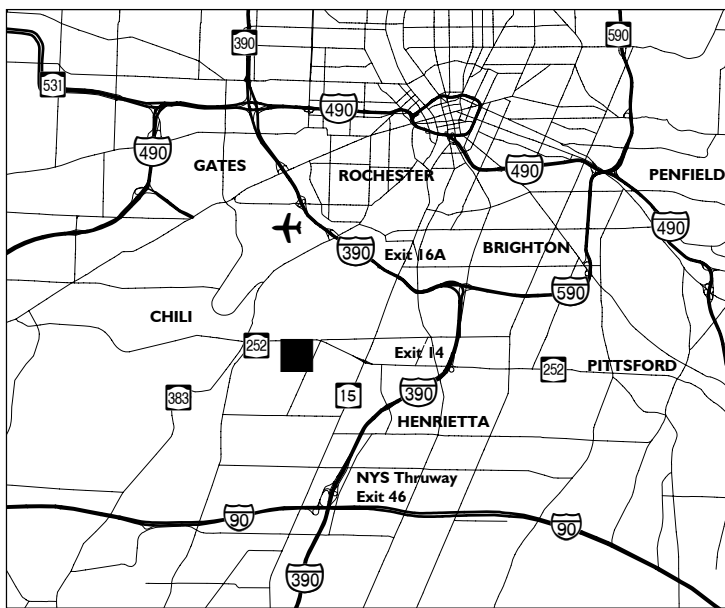 390
590
531
490
490
GATES
ROCHESTER
490
PENFIELD
490
390
Exit 16A
BRIGHTON
590
CHILI
252
Exit 14
252
PITTSFORD
383
15
390
HENRIETTA
NYS Thruway
Exit 46
90
90
390